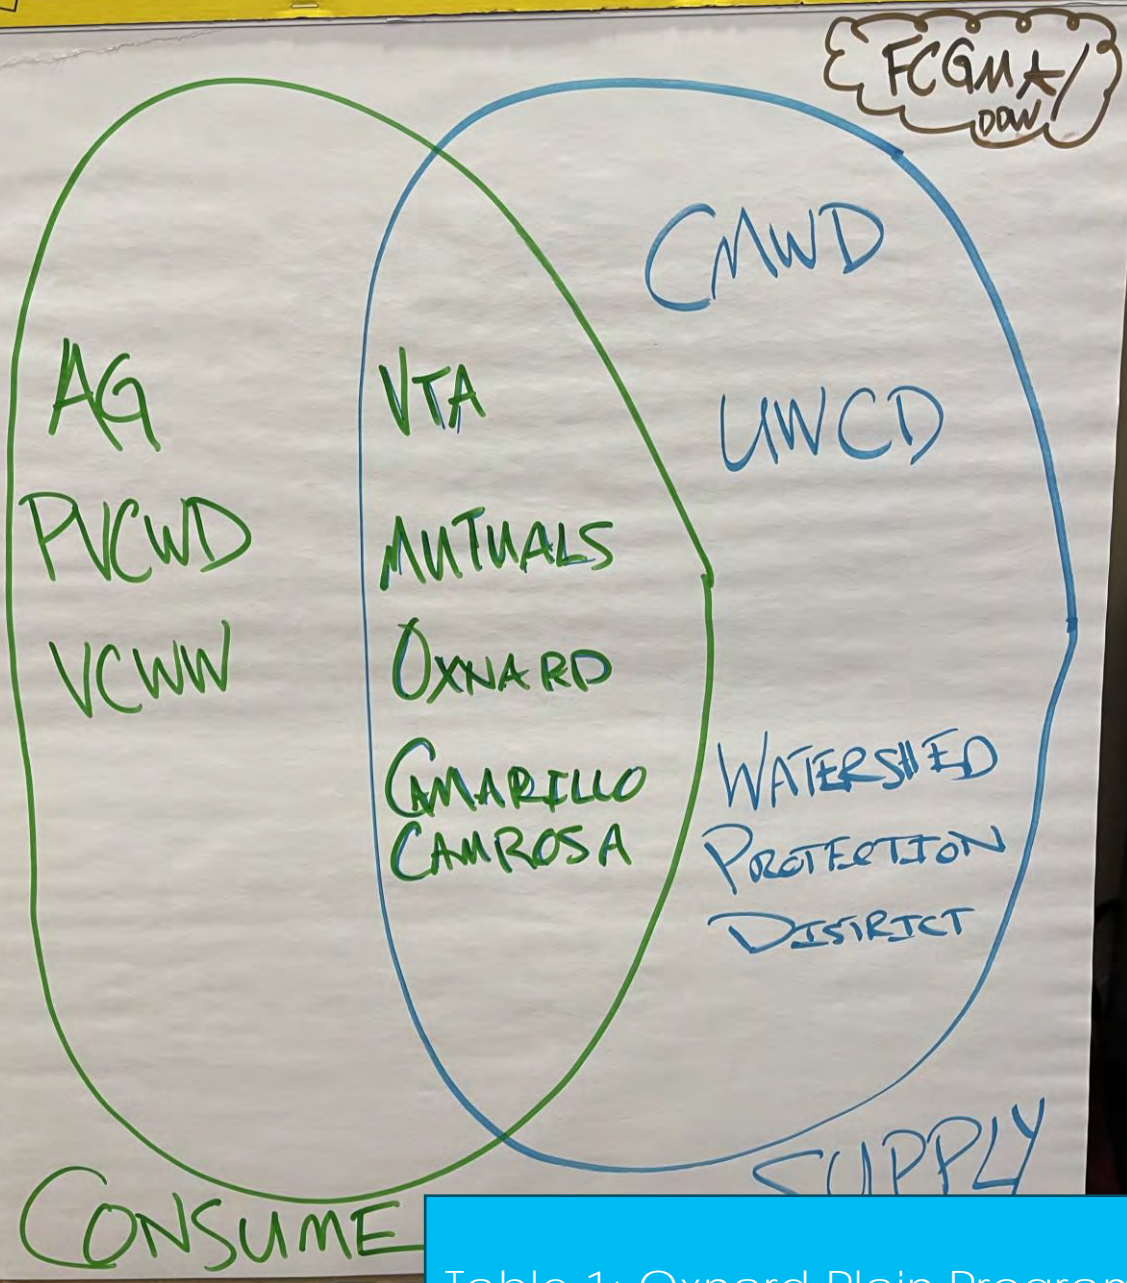 FCGMA/
DDW
CMWD
UWCD
WATERSHED
PROTECTION
DISTRICT
AG
PVCWD
VCWW
VTA
MUTUALS
OXNARD
CAMARILLO
CAMROSA
CONSUME
SUPPLY
Table 1: Oxnard Plain Program